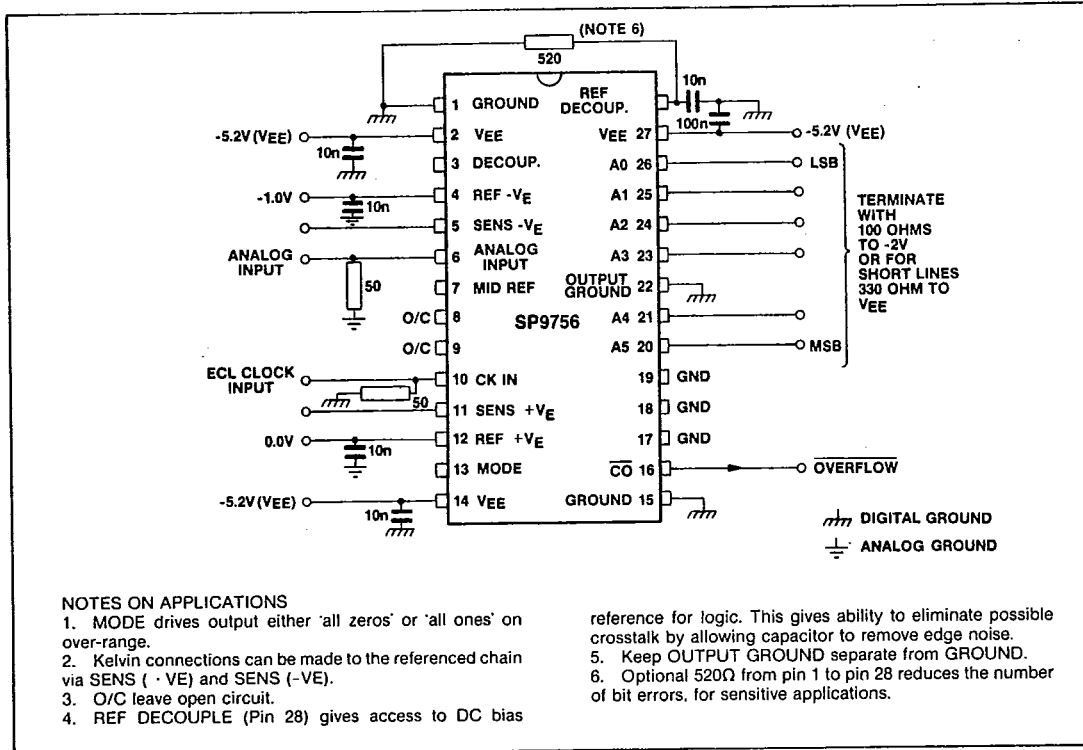 (NOTE 6)
520
10n
100n
1 GROUND
REF
DECOUP.
-5.2V (VEE)
2 VEE
VEE 27
-5.2V (VEE)
10n
3 DECOUP.
A0 26
LSB
-1.0V
4 REF -VE
A1 25
10n
5 SENS -VE
A2 24
ANALOG
INPUT
6 ANALOG
INPUT
A3 23
50
7 MID REF
OUTPUT
GROUND 22
TERMINATE
WITH
100 OHMS
TO -2V
OR FOR
SHORT LINES
330 OHM TO
VEE
O/C 8
SP9756
A4 21
O/C 9
A5 20
MSB
ECL CLOCK
INPUT
10 CK IN
19 GND
50
11 SENS +VE
18 GND
0.0V
12 REF +VE
17 GND
10n
13 MODE
CO 16
OVERFLOW
-5.2V (VEE)
14 VEE
GROUND 15
10n
DIGITAL GROUND
ANALOG GROUND
NOTES ON APPLICATIONS
1. MODE drives output either 'all zeros' or 'all ones' on
over-range.
2. Kelvin connections can be made to the referenced chain
via SENS ( · VE) and SENS (-VE).
3. O/C leave open circuit.
4. REF DECOUPLE (Pin 28) gives access to DC bias
reference for logic. This gives ability to eliminate possible
crosstalk by allowing capacitor to remove edge noise.
5. Keep OUTPUT GROUND separate from GROUND.
6. Optional 520Ω from pin 1 to pin 28 reduces the number
of bit errors, for sensitive applications.